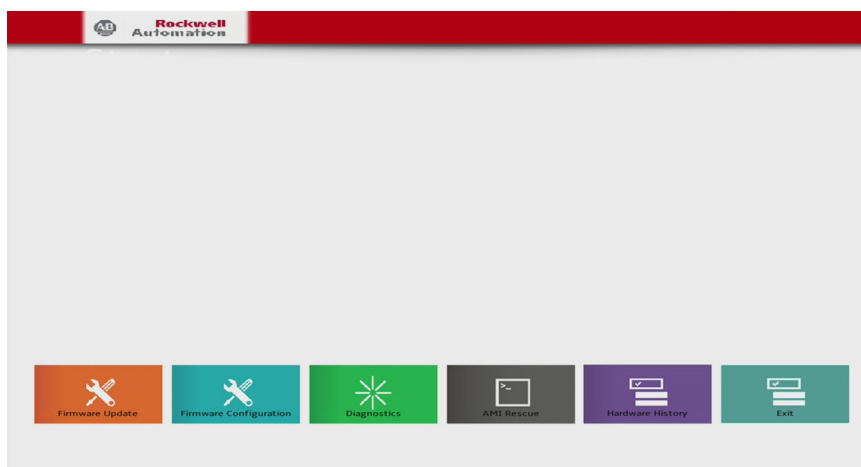 AB
Rockwell
Automation
Firmware Update
Firmware Configuration
Diagnostics
AMI Rescue
Hardware History
Exit